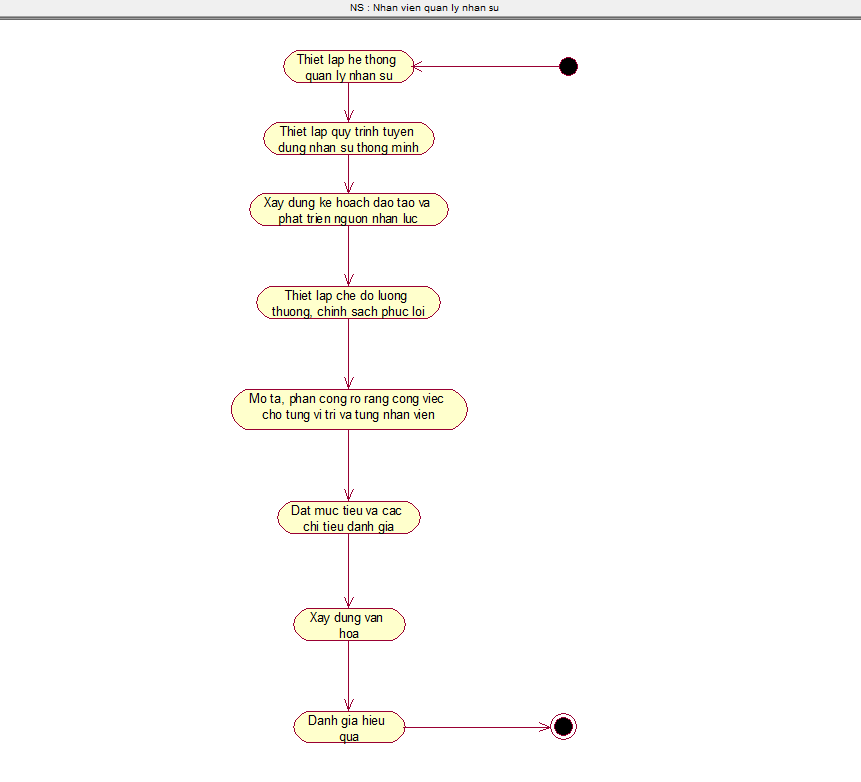 NS : Nhan vien quan ly nhan su
Thiet lap he thong
quan ly nhan su
Thiet lap quy trinh tuyen
dung nhan su thong minh
Xay dung ke hoach dao tao va
phat trien nguon nhan luc
Thiet lap che do luong
thuong, chinh sach phuc loi
Mo ta, phan cong ro rang cong viec
cho tung vi tri va tung nhan vien
Dat muc tieu va cac
chi tieu danh gia
Xay dung van
hoa
Danh gia hieu
qua